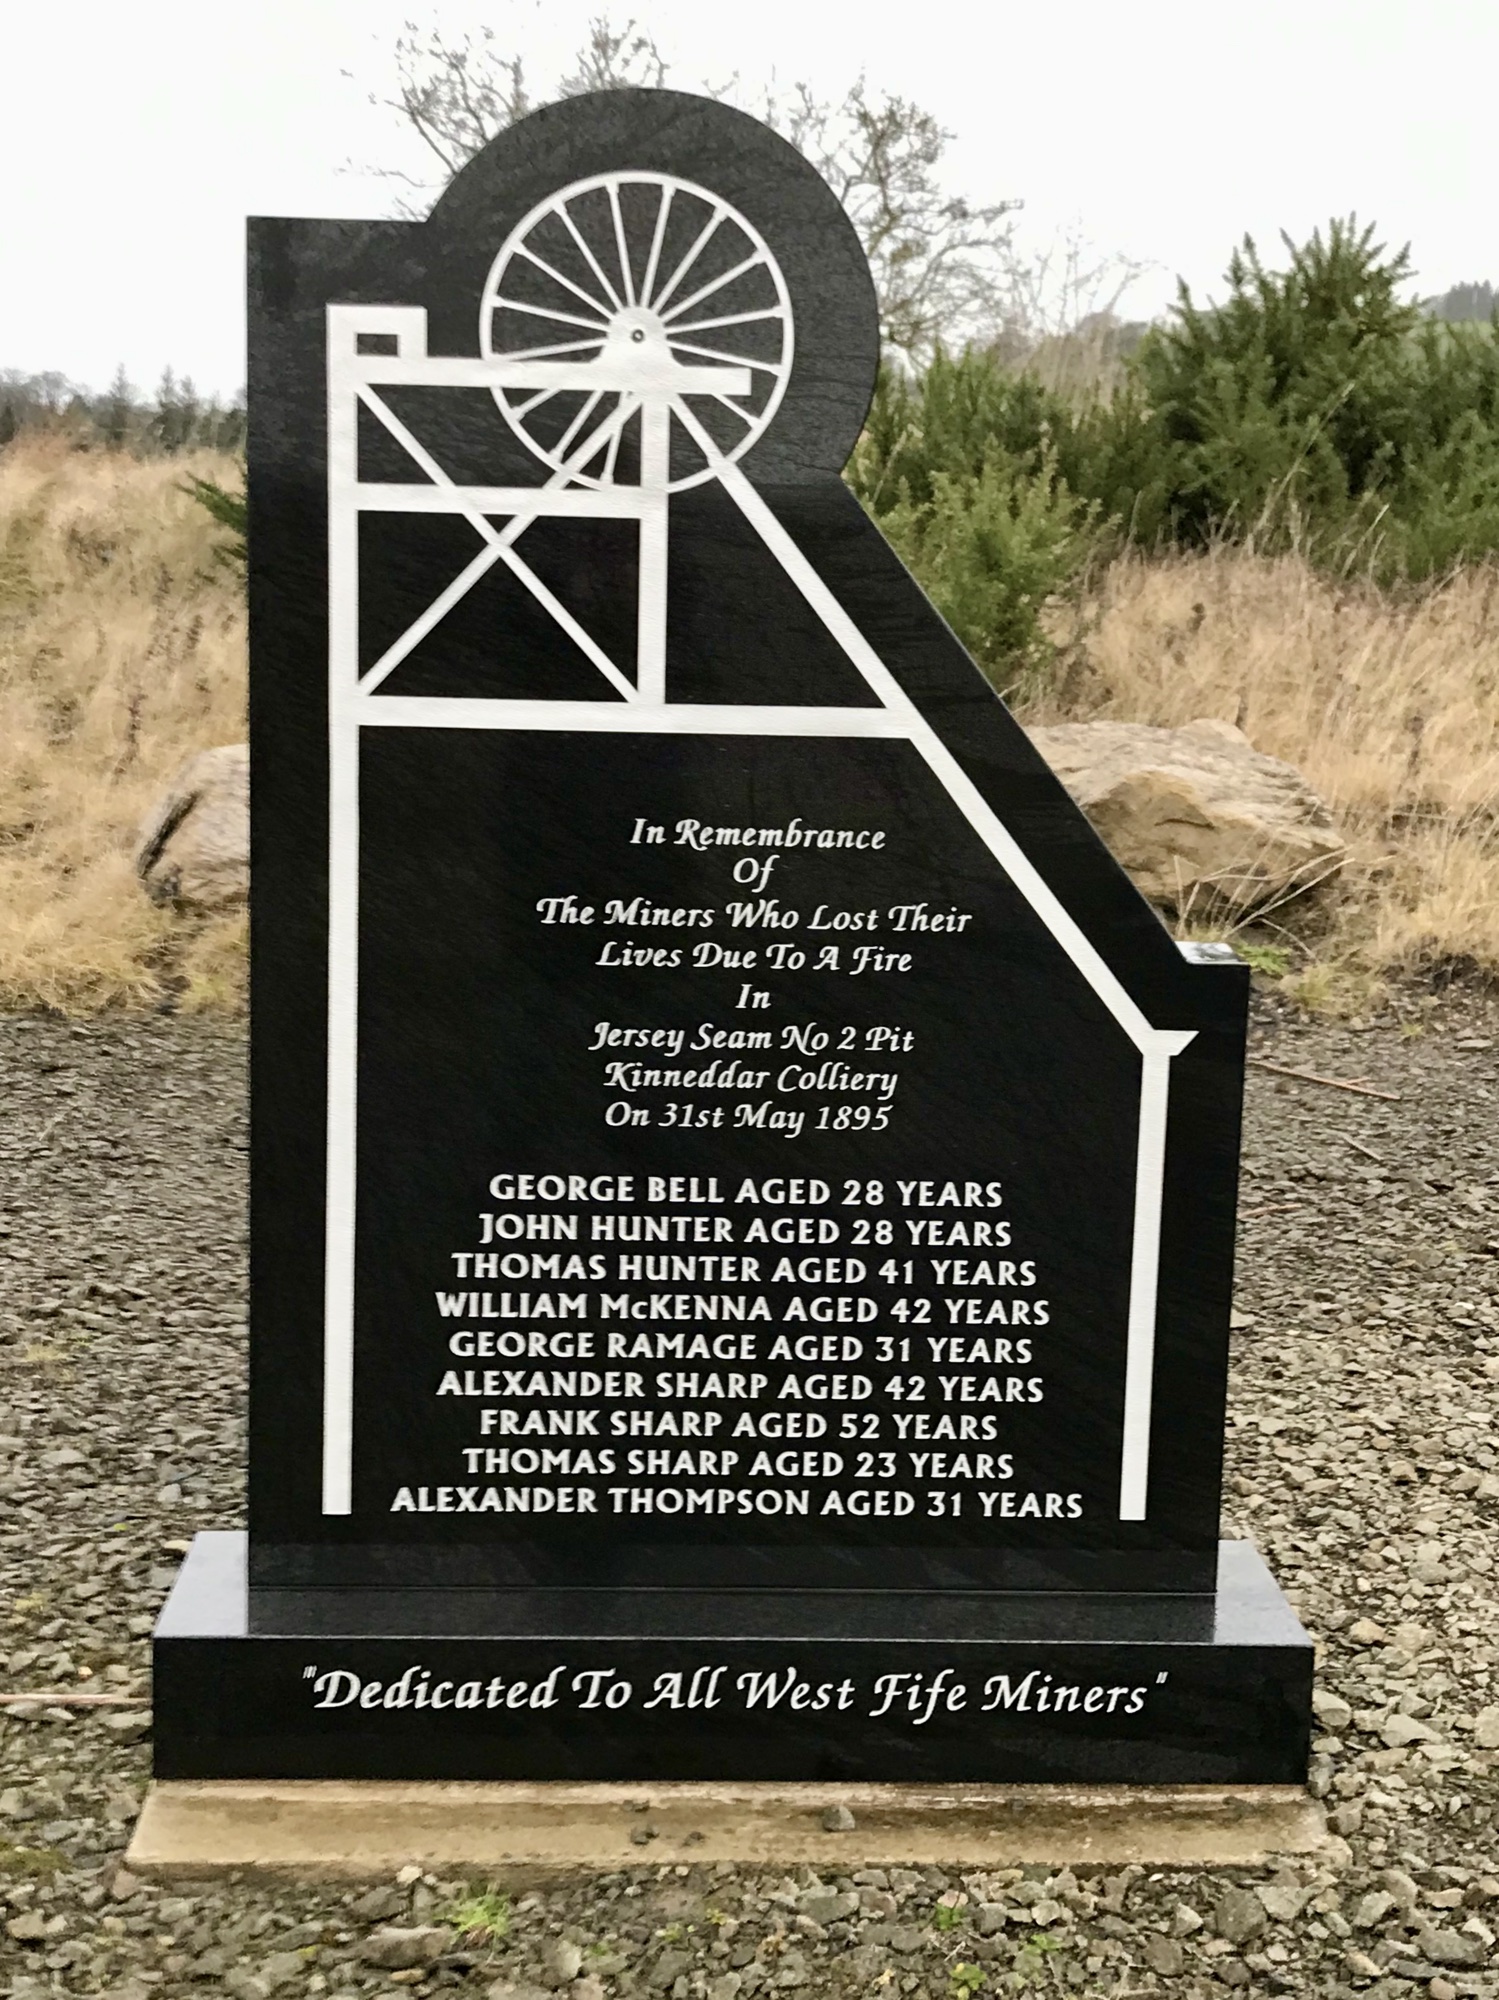 In Remembrance
Of
The Miners Who Lost Their
Lives Due To A Fire
In
Jersey Seam No 2 Pit
Kinneddar Colliery
On 31st May 1895
GEORGE BELL AGED 28 YEARS
JOHN HUNTER AGED 28 YEARS
THOMAS HUNTER AGED 41 YEARS
WILLIAM McKENNA AGED 42 YEARS
GEORGE RAMAGE AGED 31 YEARS
ALEXANDER SHARP AGED 42 YEARS
FRANK SHARP AGED 52 YEARS
THOMAS SHARP AGED 23 YEARS
ALEXANDER THOMPSON AGED 31 YEARS
"Dedicated To All West Fife Miners"